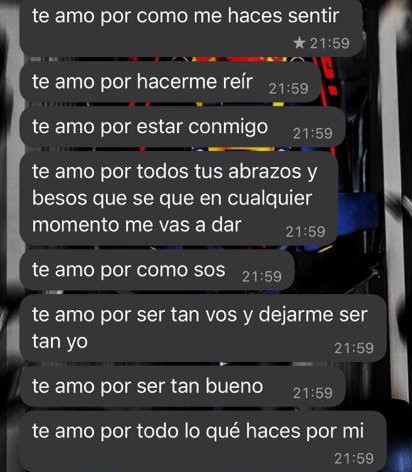 te amo por como me haces sentir
★ 21:59
te amo por hacerme reír 21:59
te amo por estar conmigo 21:59
te amo por todos tus abrazos y
besos que se que en cualquier
momento me vas a dar 21:59
te amo por como sos 21:59
te amo por ser tan vos y dejarme ser
tan yo 21:59
te amo por ser tan bueno 21:59
te amo por todo lo qué haces por mi
21:59